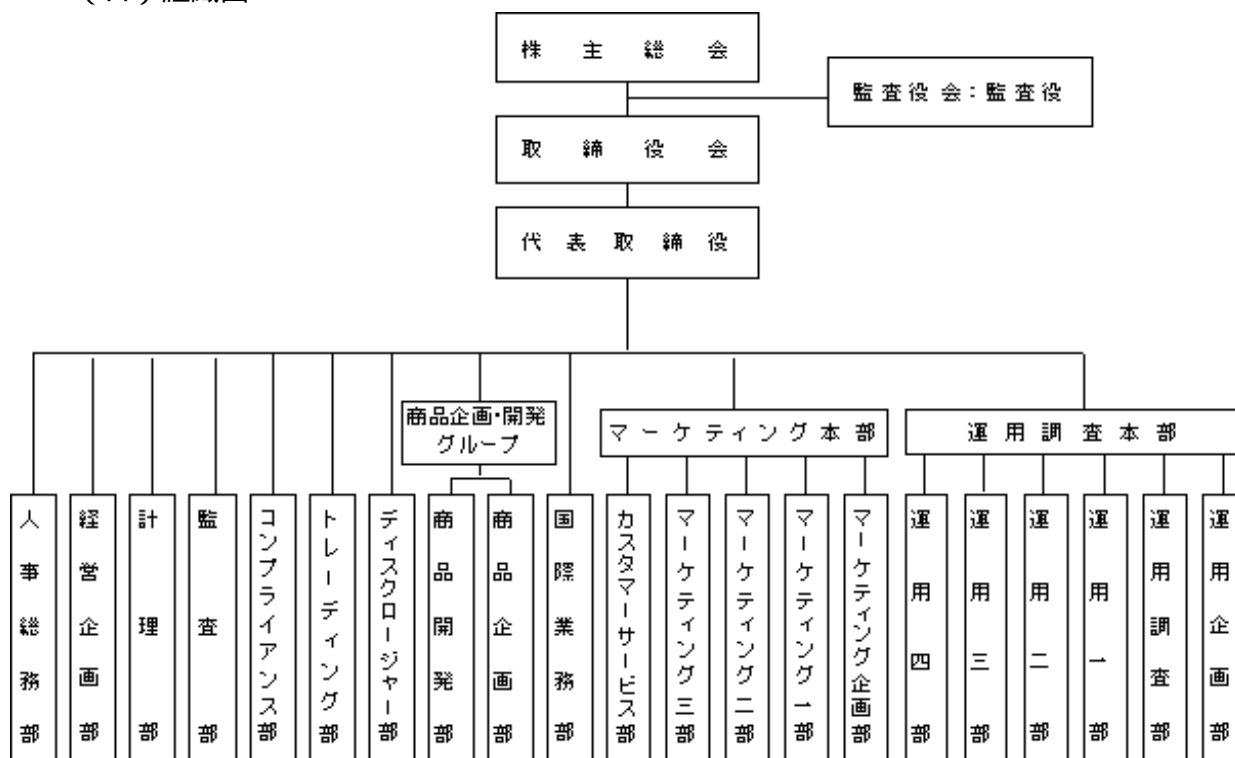 株主総会
監査役会:監査役
取締役会
代表取締役
商品企画・開発
グループ
マーケティング本部
運用調査本部
人事総務部
経営企画部
計理部
監査部
コンプライアンス部
トレーディング部
ディスクロージャー部
商品開発部
商品企画部
国際業務部
カスタマーサービス部
マーケティング三部
マーケティング二部
マーケティング一部
マーケティング企画部
運用四部
運用三部
運用二部
運用一部
運用調査部
運用企画部